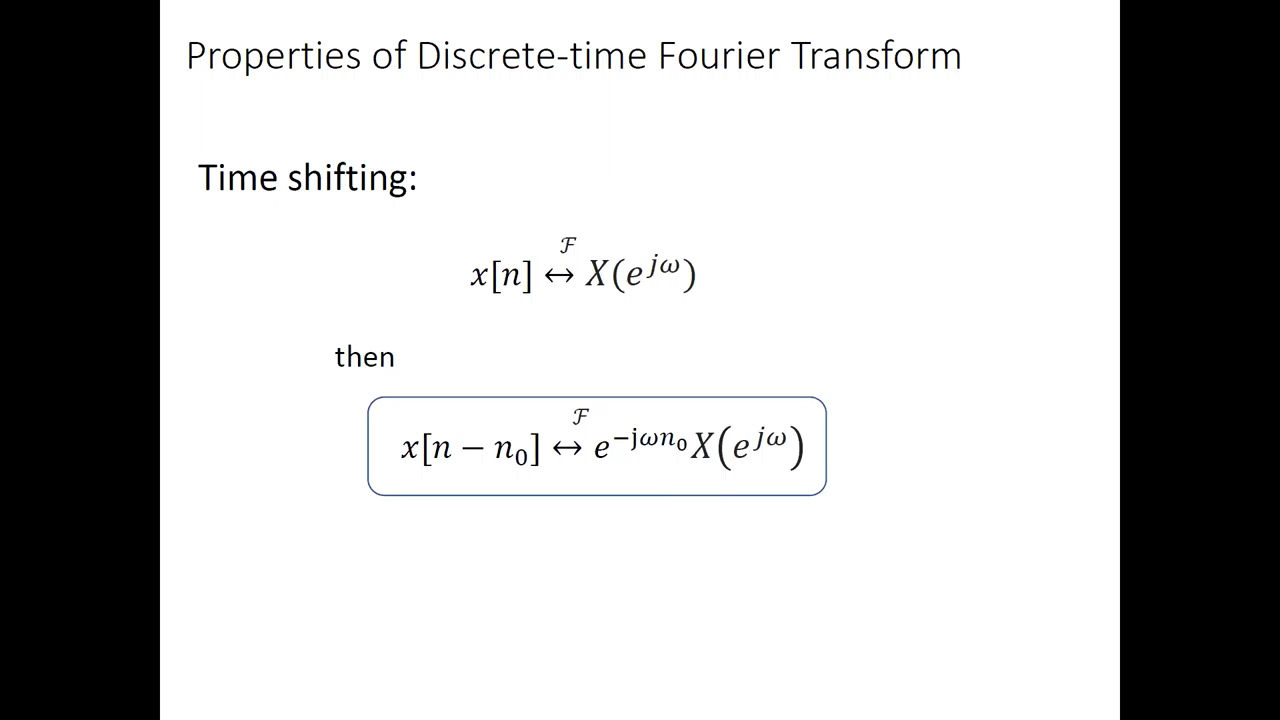 Properties of Discrete-time Fourier Transform
Time shifting:
x[n] ↔ℱ X(e^{jω})
then
x[n − n₀] ↔ℱ e^{−jωn₀} X(e^{jω})